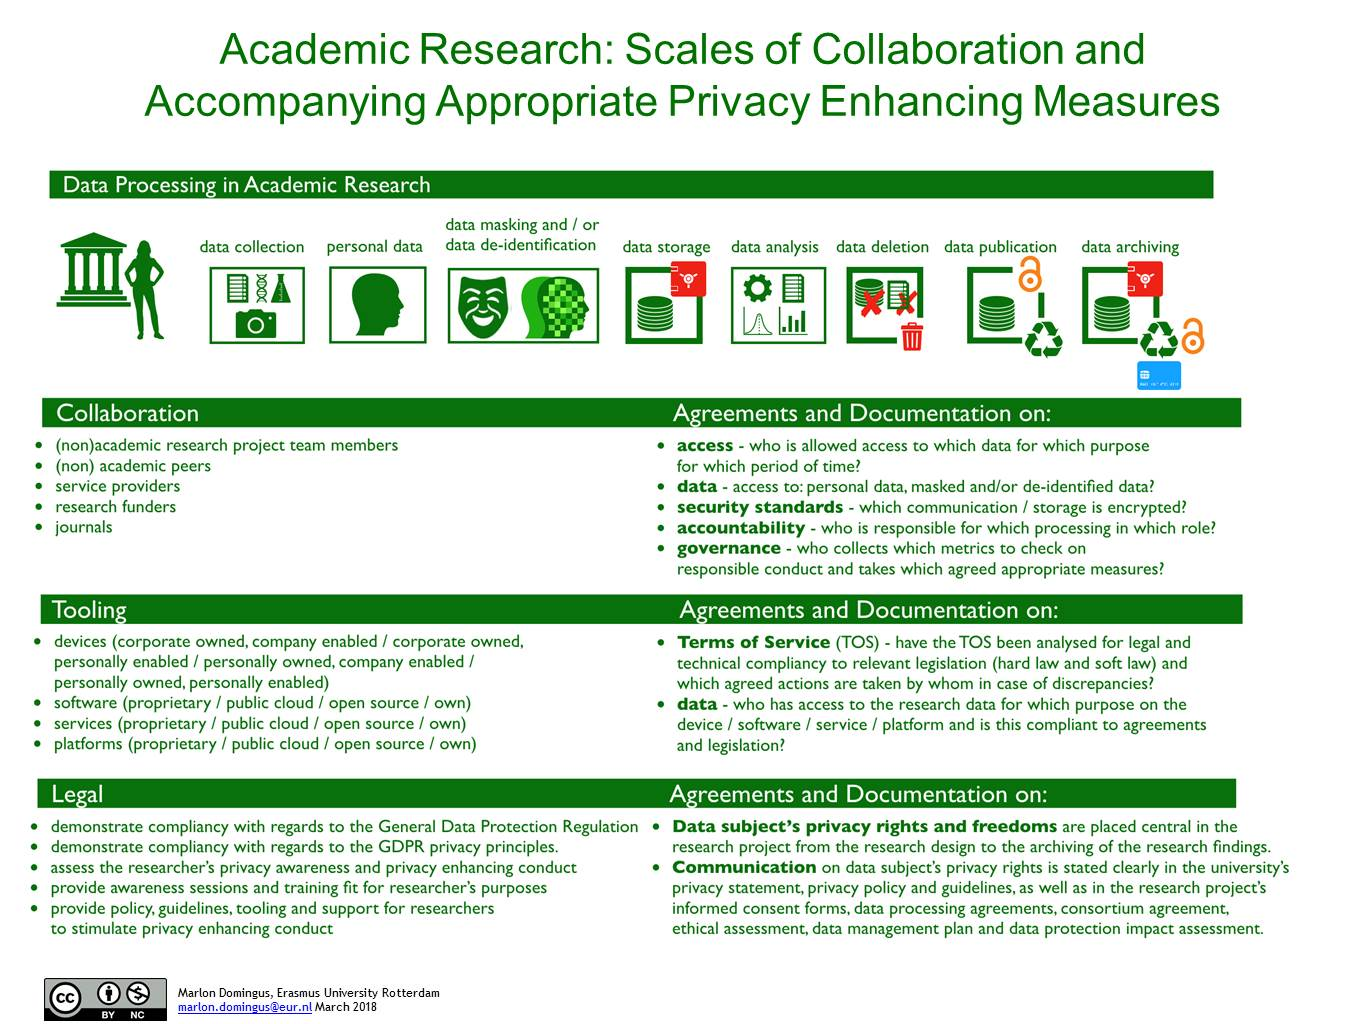 Academic Research: Scales of Collaboration and
Accompanying Appropriate Privacy Enhancing Measures
Data Processing in Academic Research
data collection
personal data
data masking and / or
data de-identification
data storage
data analysis
data deletion
data publication
data archiving
Collaboration
• (non)academic research project team members
• (non) academic peers
• service providers
• research funders
• journals
Agreements and Documentation on:
• access - who is allowed access to which data for which purpose
for which period of time?
• data - access to: personal data, masked and/or de-identified data?
• security standards - which communication / storage is encrypted?
• accountability - who is responsible for which processing in which role?
• governance - who collects which metrics to check on
responsible conduct and takes which agreed appropriate measures?
Tooling
• devices (corporate owned, company enabled / corporate owned,
personally enabled / personally owned, company enabled /
personally owned, personally enabled)
• software (proprietary / public cloud / open source / own)
• services (proprietary / public cloud / open source / own)
• platforms (proprietary / public cloud / open source / own)
Agreements and Documentation on:
• Terms of Service (TOS) - have the TOS been analysed for legal and
technical compliancy to relevant legislation (hard law and soft law) and
which agreed actions are taken by whom in case of discrepancies?
• data - who has access to the research data for which purpose on the
device / software / service / platform and is this compliant to agreements
and legislation?
Legal
• demonstrate compliancy with regards to the General Data Protection Regulation
• demonstrate compliancy with regards to the GDPR privacy principles.
• assess the researcher's privacy awareness and privacy enhancing conduct
• provide awareness sessions and training fit for researcher's purposes
• provide policy, guidelines, tooling and support for researchers
to stimulate privacy enhancing conduct
Agreements and Documentation on:
• Data subject's privacy rights and freedoms are placed central in the
research project from the research design to the archiving of the research findings.
• Communication on data subject's privacy rights is stated clearly in the university's
privacy statement, privacy policy and guidelines, as well as in the research project's
informed consent forms, data processing agreements, consortium agreement,
ethical assessment, data management plan and data protection impact assessment.
cc
BY NC
Marlon Domingus, Erasmus University Rotterdam
marlon.domingus@eur.nl March 2018